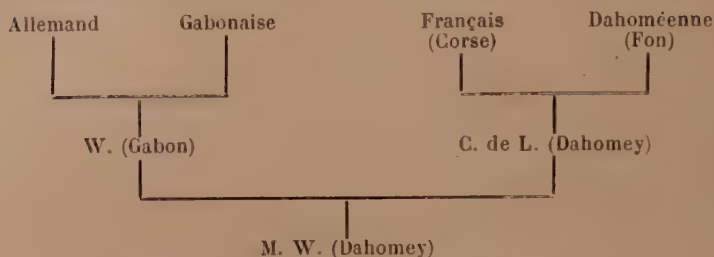 Allemand Gabonaise Français Dahoméenne
(Corse) (Fon)
W. (Gabon) C. de L. (Dahomey)
M. W. (Dahomey)